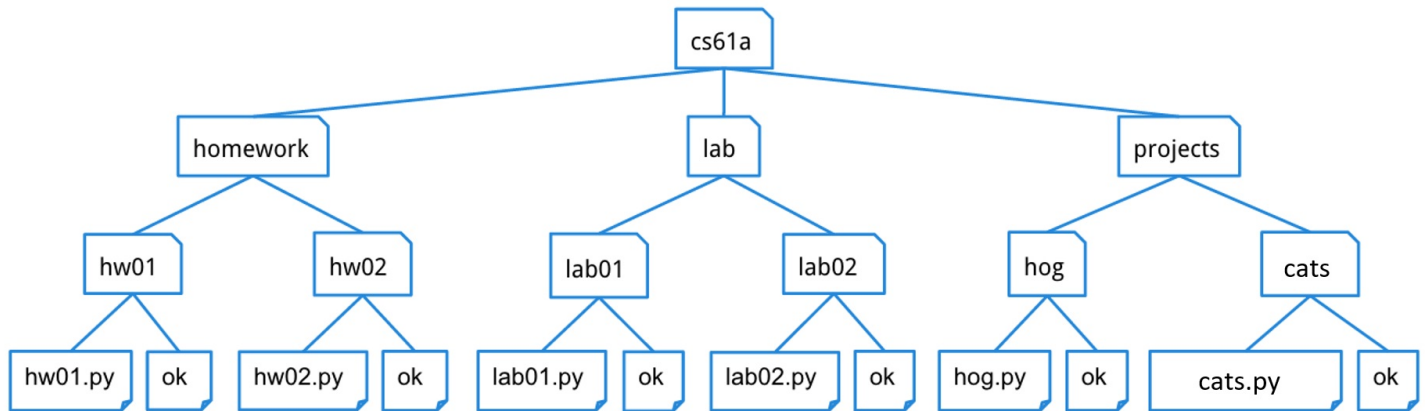 cs61a
homework lab projects
hw01 hw02 lab01 lab02 hog cats
hw01.py ok hw02.py ok lab01.py ok lab02.py ok hog.py ok cats.py ok